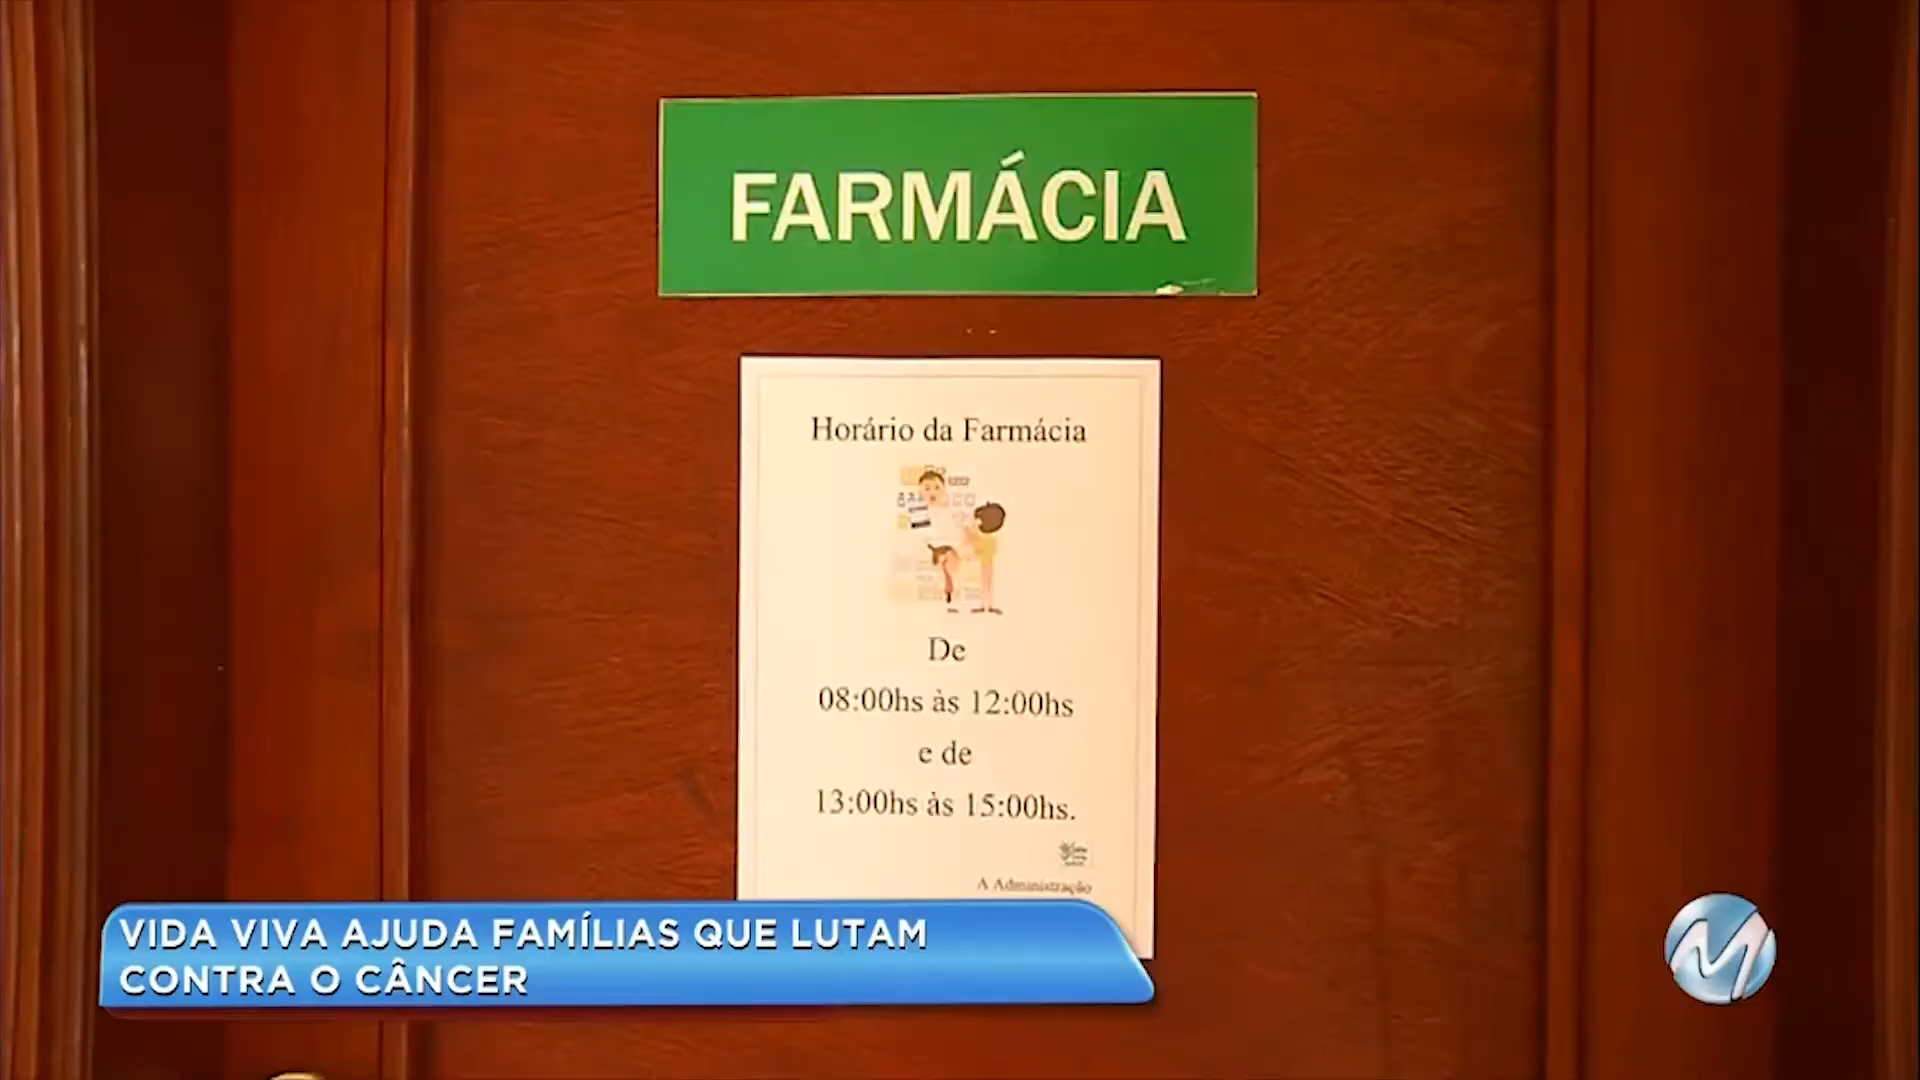 FARMÁCIA
Horário da Farmácia
De
08:00hs às 12:00hs
e de
13:00hs às 15:00hs.
A Administração
VIDA VIVA AJUDA FAMÍLIAS QUE LUTAM
CONTRA O CÂNCER
M